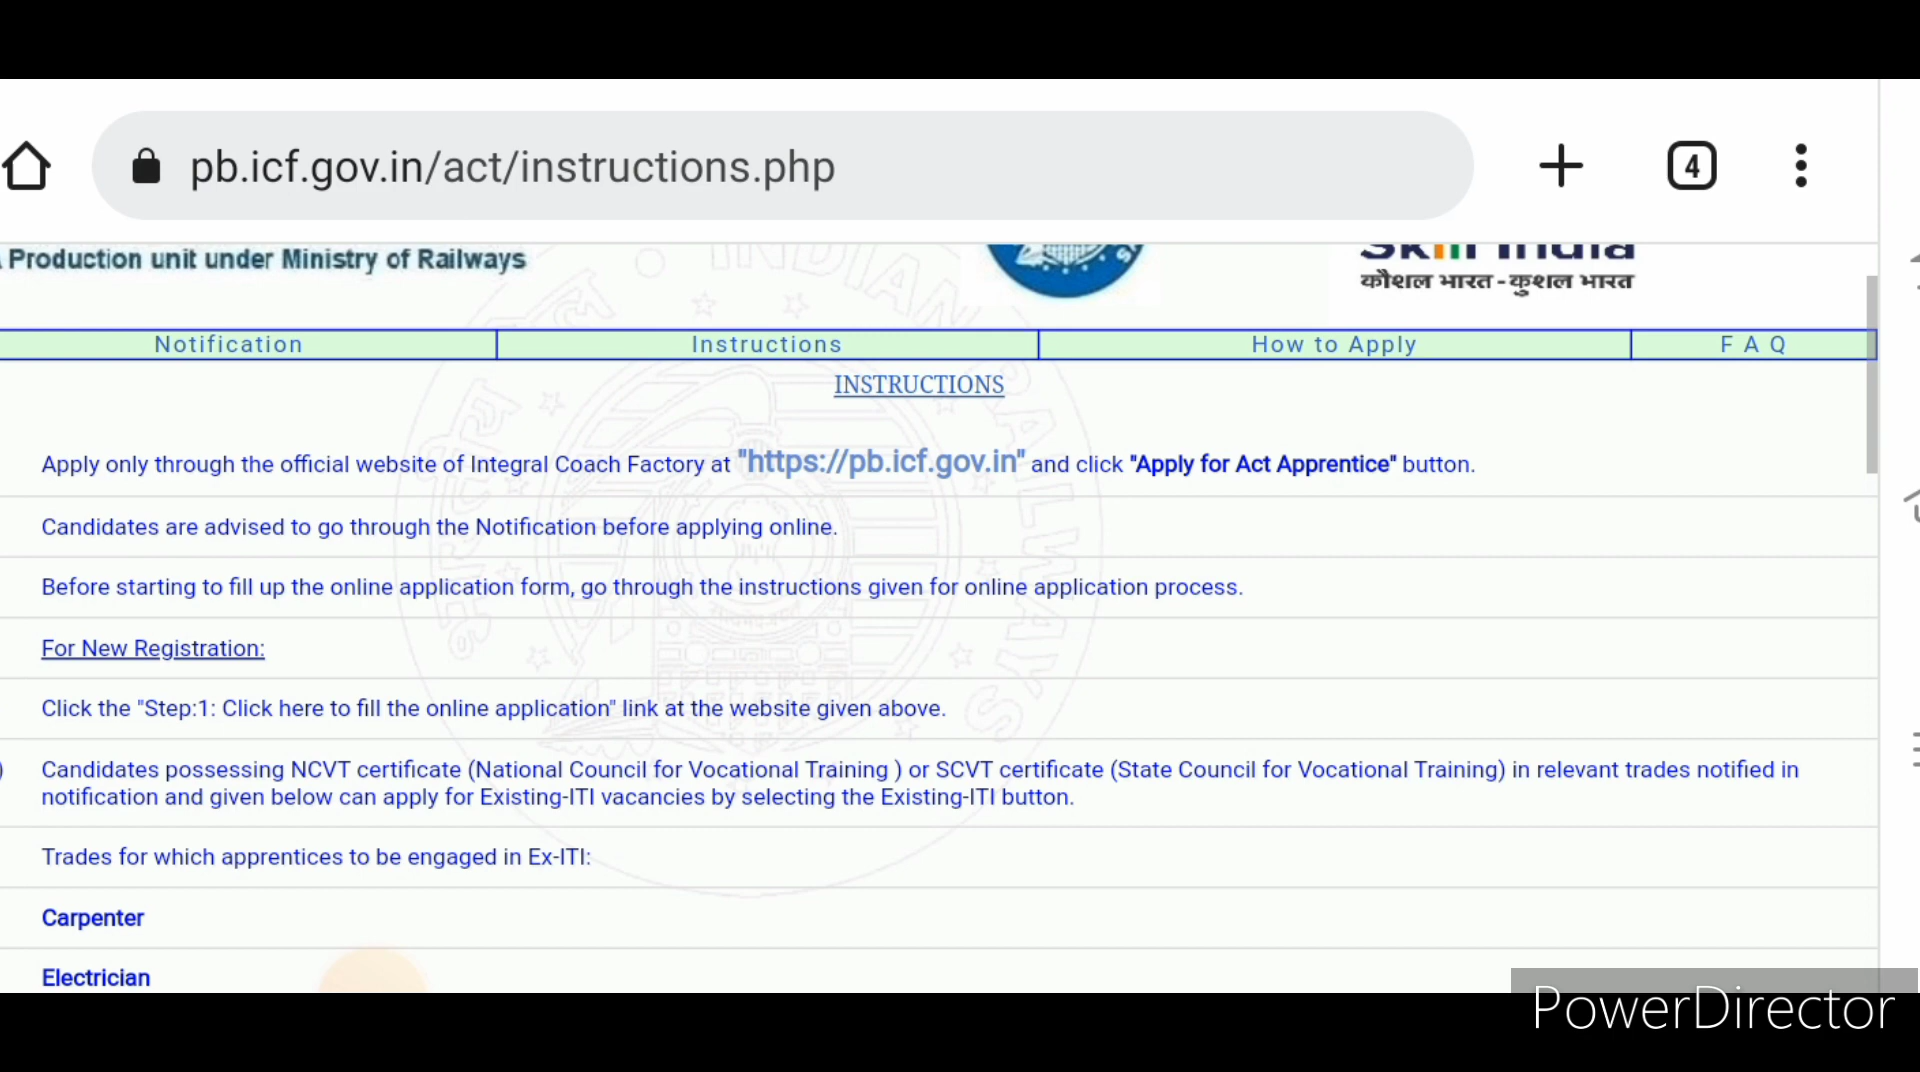 pb.icf.gov.in/act/instructions.php
4
Production unit under Ministry of Railways
Skill India
कौशल भारत - कुशल भारत
Notification
Instructions
How to Apply
F A Q
INSTRUCTIONS
Apply only through the official website of Integral Coach Factory at "https://pb.icf.gov.in" and click "Apply for Act Apprentice" button.
Candidates are advised to go through the Notification before applying online.
Before starting to fill up the online application form, go through the instructions given for online application process.
For New Registration:
Click the "Step:1: Click here to fill the online application" link at the website given above.
) Candidates possessing NCVT certificate (National Council for Vocational Training ) or SCVT certificate (State Council for Vocational Training) in relevant trades notified in
notification and given below can apply for Existing-ITI vacancies by selecting the Existing-ITI button.
Trades for which apprentices to be engaged in Ex-ITI:
Carpenter
Electrician
PowerDirector